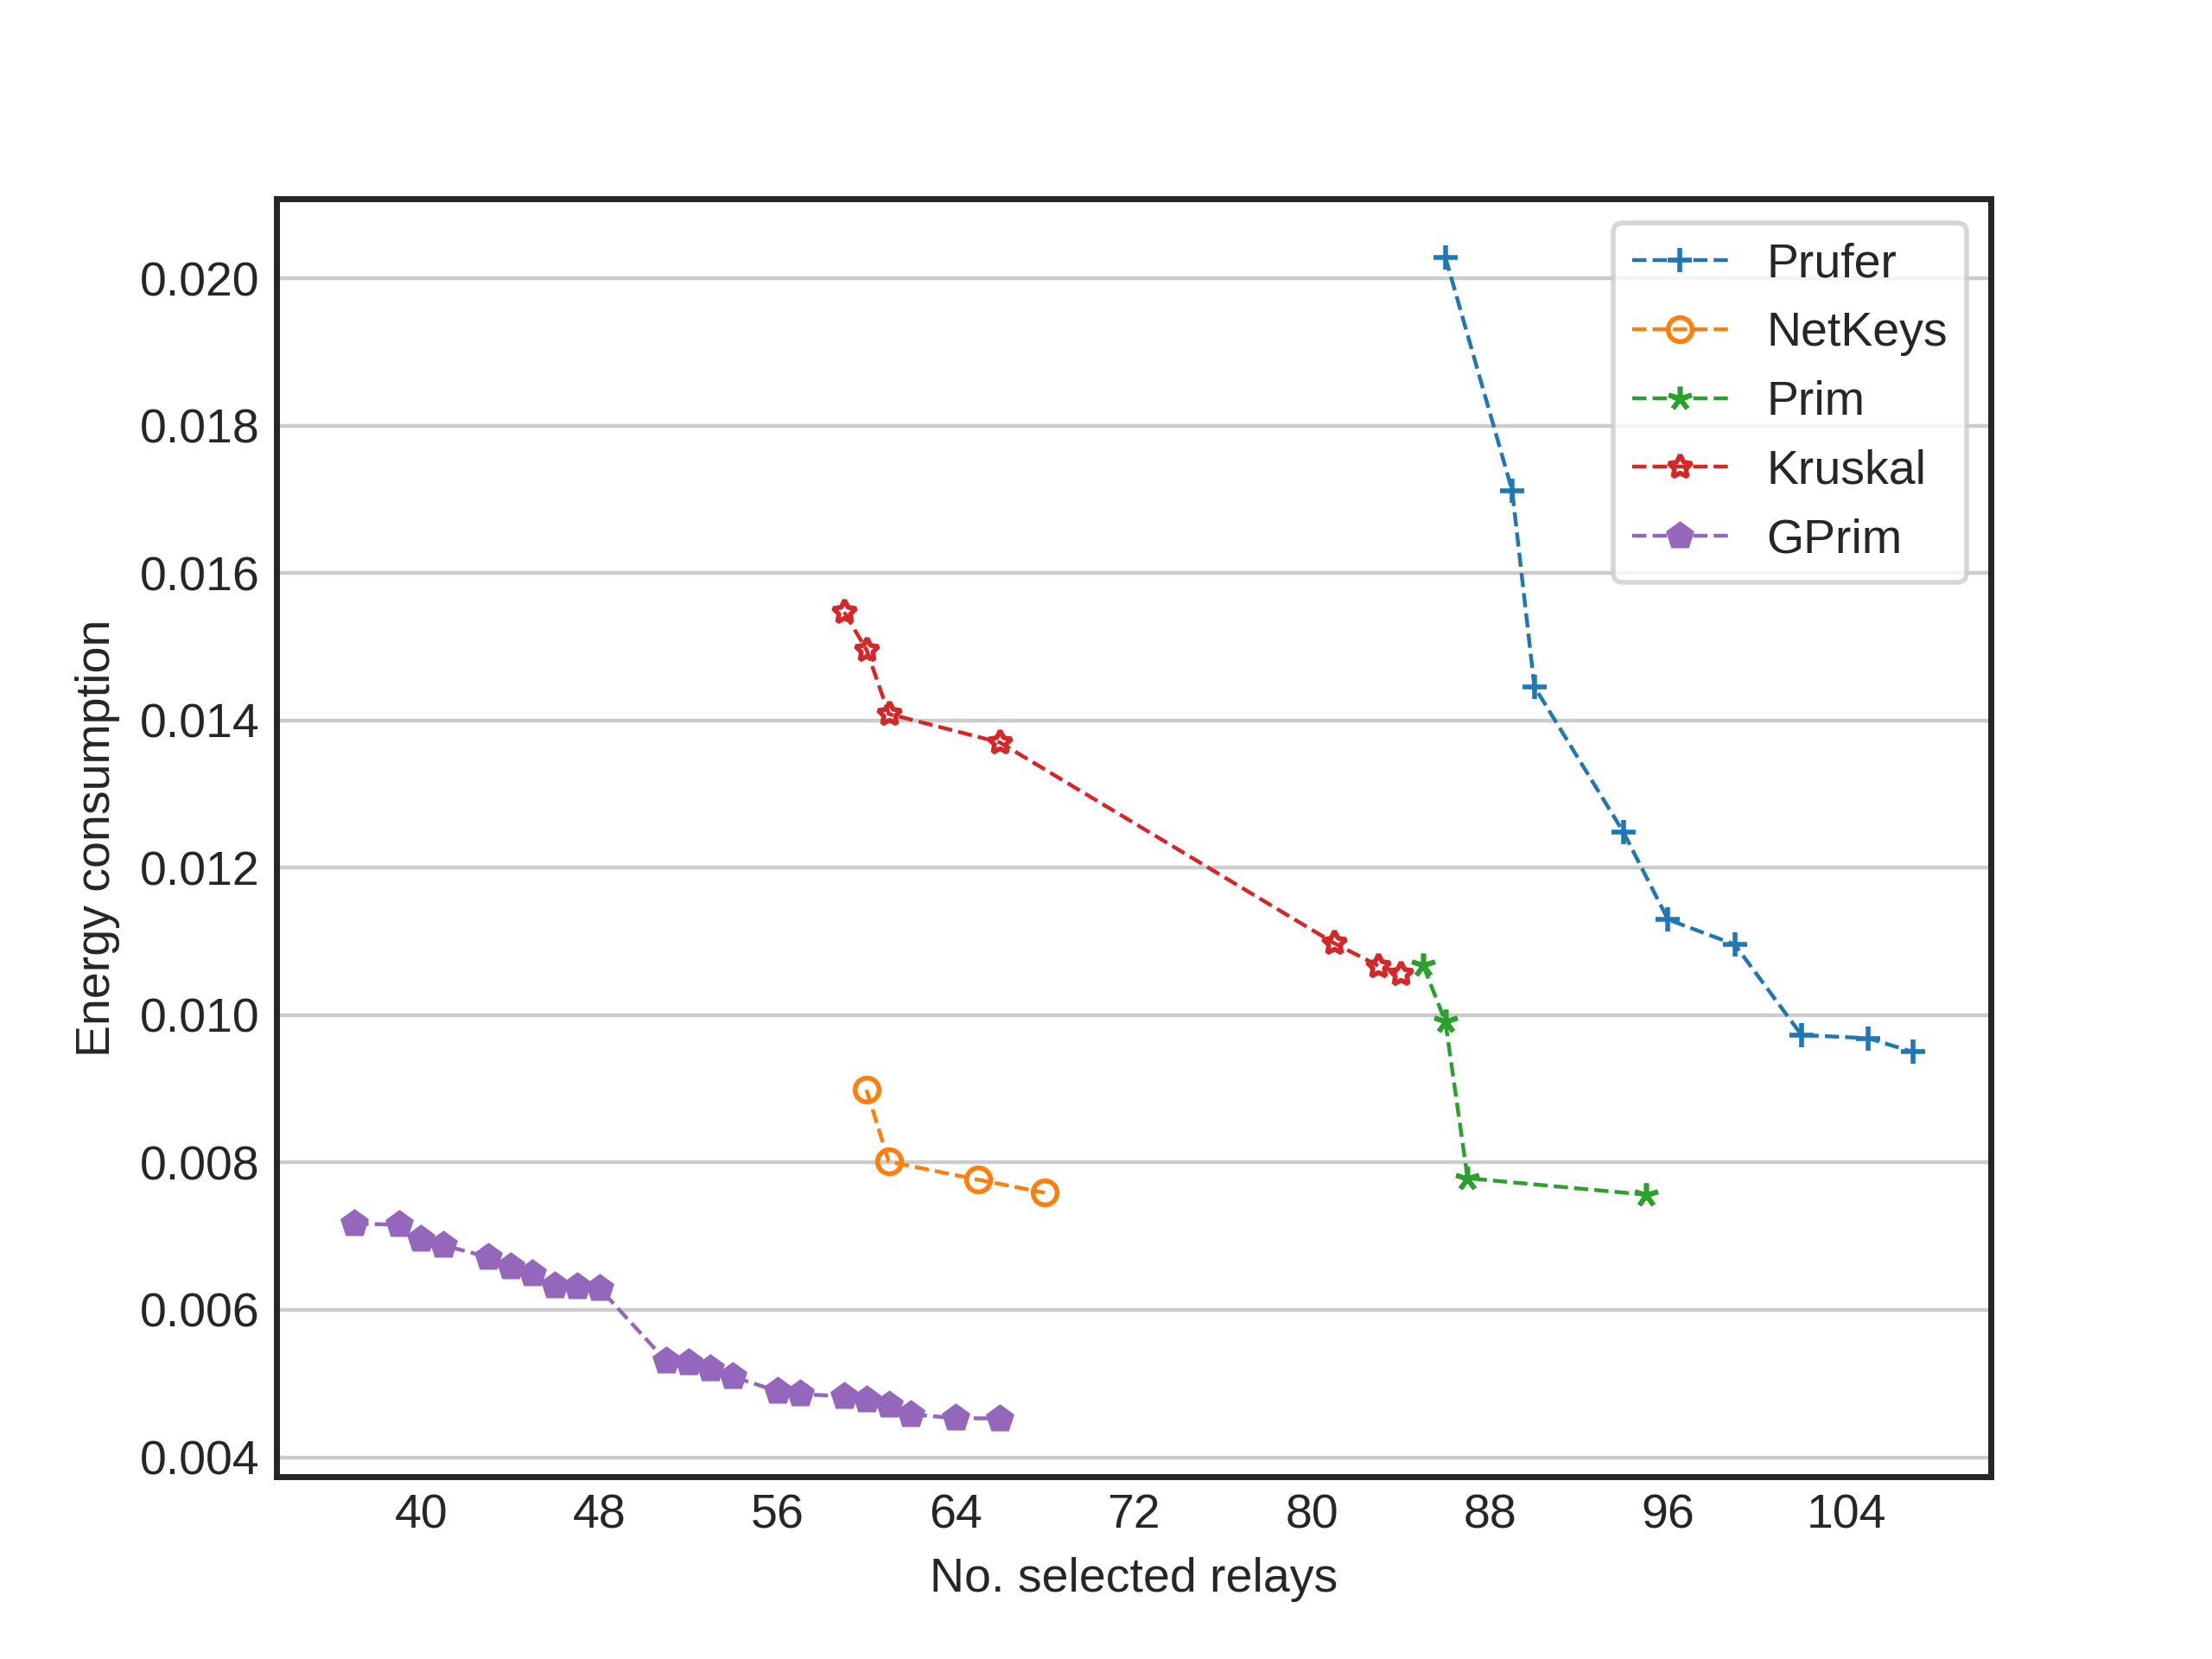 Prufer
NetKeys
Prim
Kruskal
GPrim
0.020
0.018
0.016
0.014
0.012
0.010
0.008
0.006
0.004
Energy consumption
40 48 56 64 72 80 88 96 104
No. selected relays